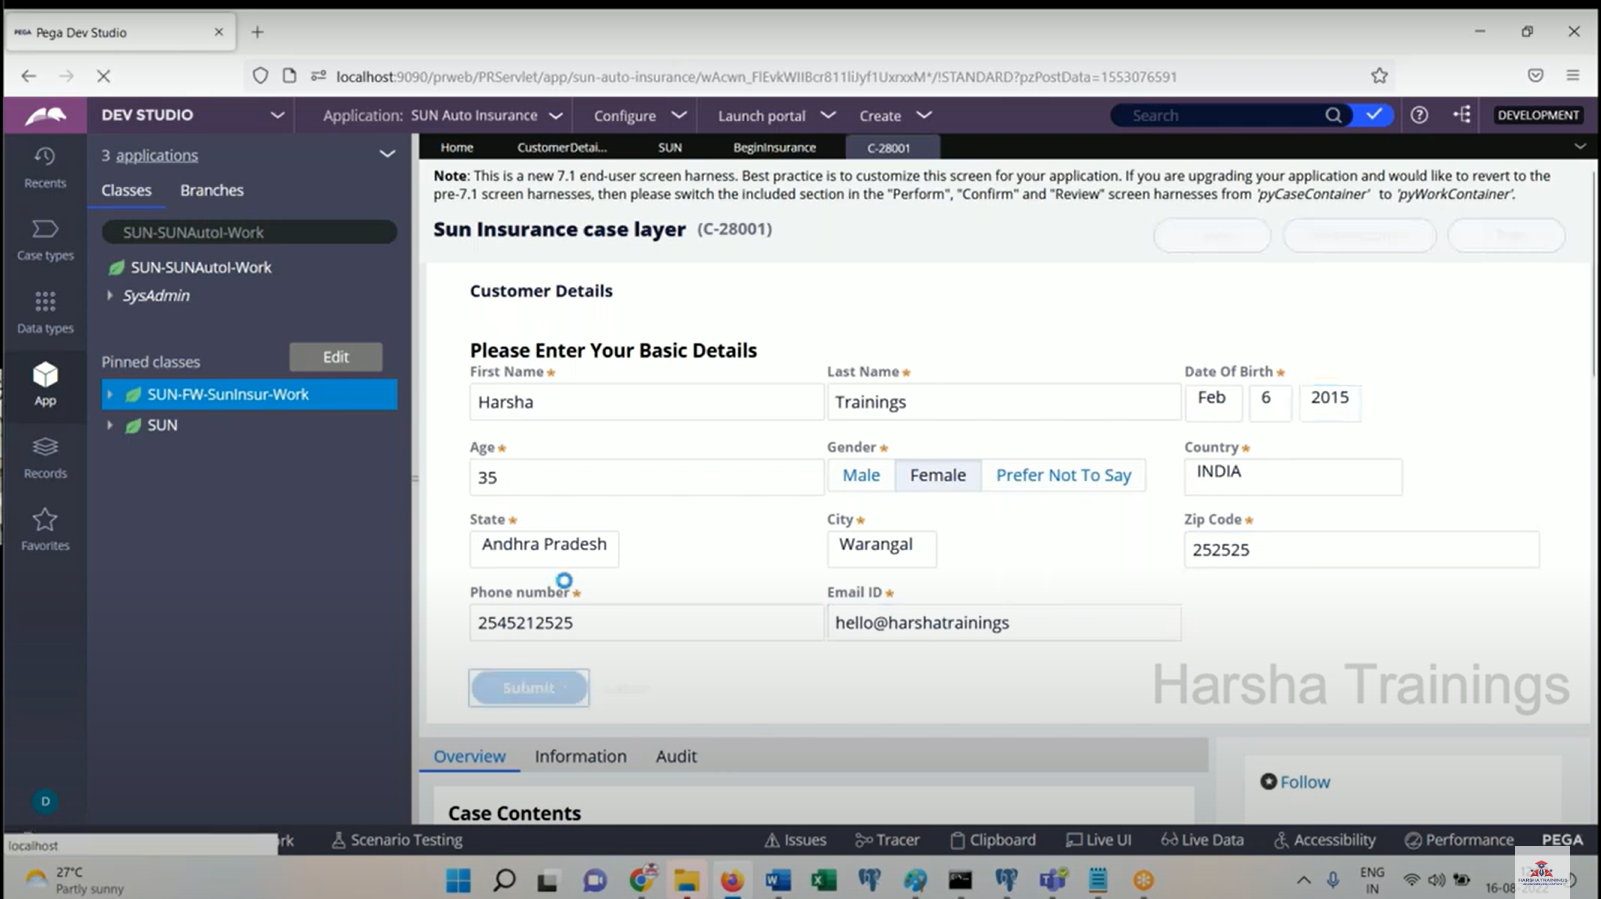 PEGA Pega Dev Studio
localhost:9090/prweb/PRServlet/app/sun-auto-insurance/wAcwn_FlEvkWIIBcr811liJyf1UxrxxM*/!STANDARD?pzPostData=1553076591
DEV STUDIO Application: SUN Auto Insurance Configure Launch portal Create Search DEVELOPMENT
Recents
Case types
Data types
App
Records
Favorites
D
3 applications
Classes Branches
SUN-SUNAutoI-Work
SUN-SUNAutoI-Work
SysAdmin
Pinned classes Edit
SUN-FW-SunInsur-Work
SUN
Home CustomerDetai... SUN BeginInsurance C-28001
Note: This is a new 7.1 end-user screen harness. Best practice is to customize this screen for your application. If you are upgrading your application and would like to revert to the
pre-7.1 screen harnesses, then please switch the included section in the "Perform", "Confirm" and "Review" screen harnesses from 'pyCaseContainer' to 'pyWorkContainer'.
Sun Insurance case layer (C-28001)
Customer Details
Please Enter Your Basic Details
First Name★ Last Name★ Date Of Birth★
Harsha Trainings Feb 6 2015
Age★ Gender★ Country★
35 Male Female Prefer Not To Say INDIA
State★ City★ Zip Code★
Andhra Pradesh Warangal 252525
Phone number★ Email ID★
2545212525 hello@harshatrainings
Submit
Harsha Trainings
Overview Information Audit
Follow
Case Contents
localhost rk Scenario Testing Issues Tracer Clipboard Live UI Live Data Accessibility Performance PEGA
27°C
Partly sunny
ENG
IN
HARSHATRAININGS